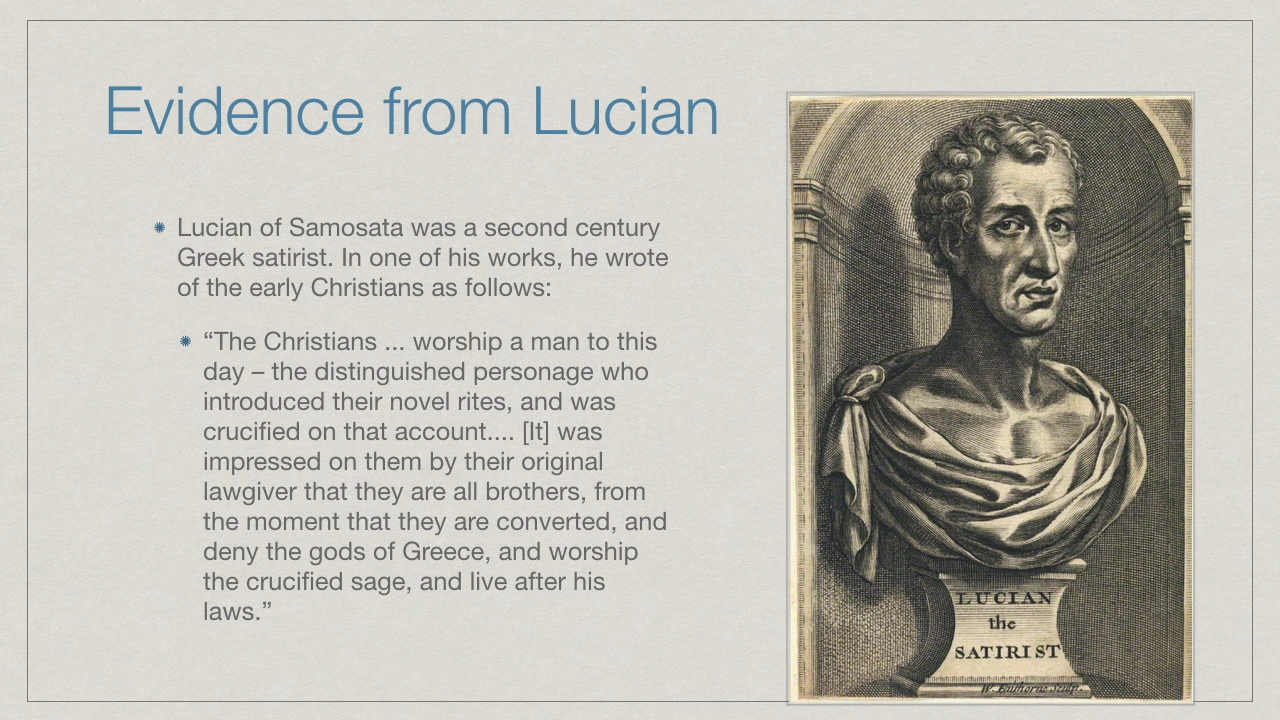 Evidence from Lucian
Lucian of Samosata was a second century
Greek satirist. In one of his works, he wrote
of the early Christians as follows:
“The Christians ... worship a man to this
day – the distinguished personage who
introduced their novel rites, and was
crucified on that account.... [It] was
impressed on them by their original
lawgiver that they are all brothers, from
the moment that they are converted, and
deny the gods of Greece, and worship
the crucified sage, and live after his
laws.”
LUCIAN
the
SATIRIST
W. Sculp.